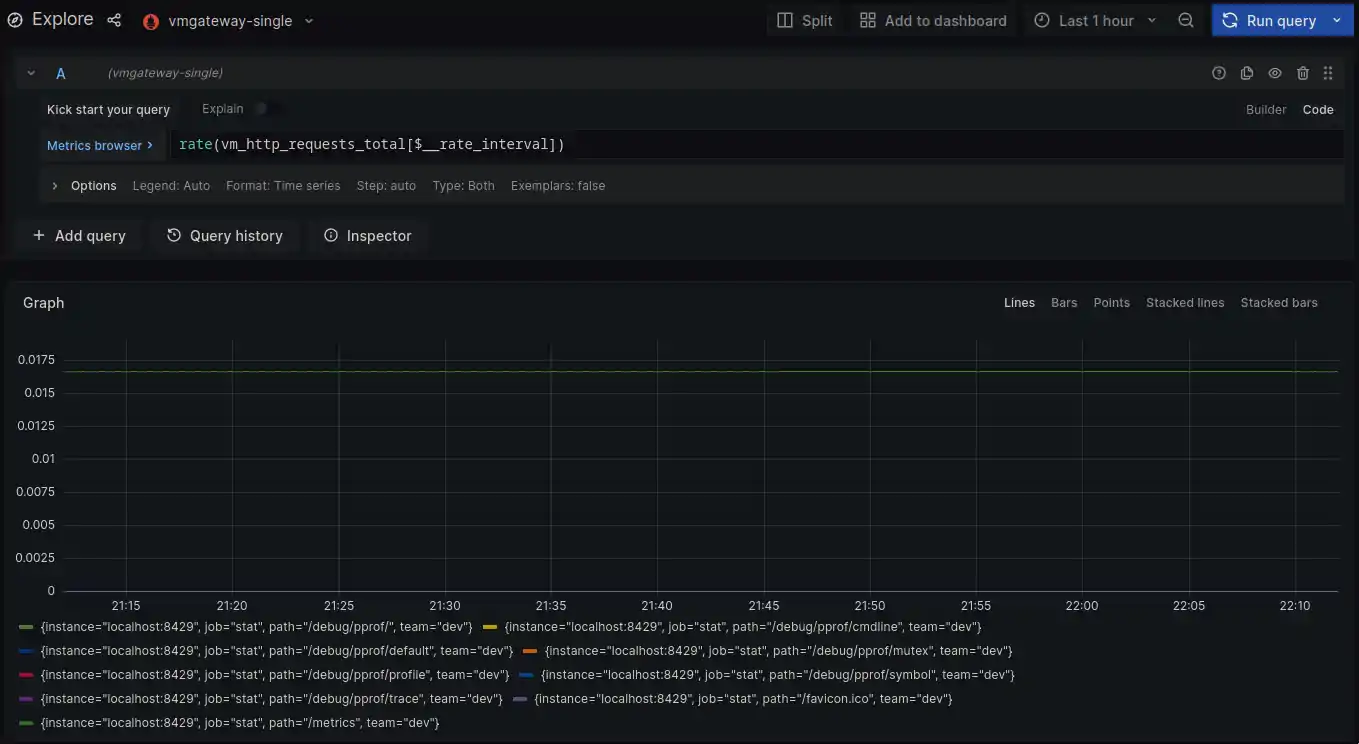 Explore vmgateway-single Split Add to dashboard Last 1 hour Run query
A (vmgateway-single)
Kick start your query Explain Builder Code
Metrics browser rate(vm_http_requests_total[$__rate_interval])
Options Legend: Auto Format: Time series Step: auto Type: Both Exemplars: false
+ Add query Query history Inspector
Graph Lines Bars Points Stacked lines Stacked bars
0.0175
0.015
0.0125
0.01
0.0075
0.005
0.0025
0
21:15 21:20 21:25 21:30 21:35 21:40 21:45 21:50 21:55 22:00 22:05 22:10
{instance="localhost:8429", job="stat", path="/debug/pprof/", team="dev"} {instance="localhost:8429", job="stat", path="/debug/pprof/cmdline", team="dev"}
{instance="localhost:8429", job="stat", path="/debug/pprof/default", team="dev"} {instance="localhost:8429", job="stat", path="/debug/pprof/mutex", team="dev"}
{instance="localhost:8429", job="stat", path="/debug/pprof/profile", team="dev"} {instance="localhost:8429", job="stat", path="/debug/pprof/symbol", team="dev"}
{instance="localhost:8429", job="stat", path="/debug/pprof/trace", team="dev"} {instance="localhost:8429", job="stat", path="/favicon.ico", team="dev"}
{instance="localhost:8429", job="stat", path="/metrics", team="dev"}